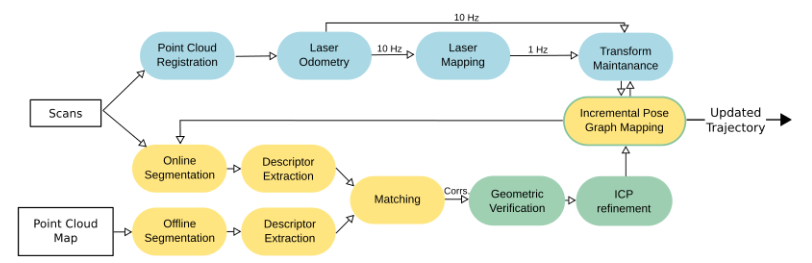 10 Hz
Point Cloud
Registration
Laser
Odometry
10 Hz
Laser
Mapping
1 Hz
Transform
Maintanance
Scans
Incremental Pose
Graph Mapping
Updated
Trajectory
Online
Segmentation
Descriptor
Extraction
Matching
Corrs.
Geometric
Verification
ICP
refinement
Point Cloud
Map
Offline
Segmentation
Descriptor
Extraction